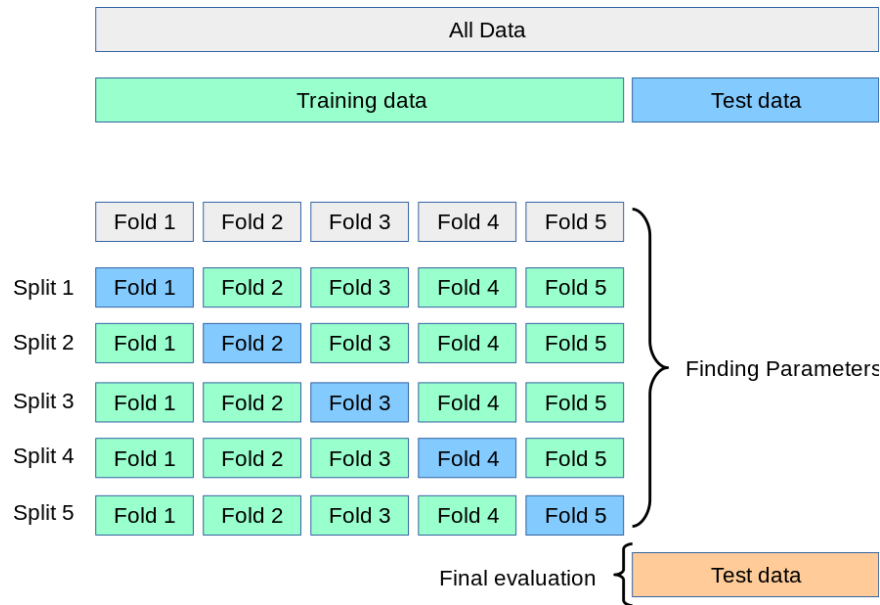 All Data
Training data Test data
Fold 1 Fold 2 Fold 3 Fold 4 Fold 5
Split 1 Fold 1 Fold 2 Fold 3 Fold 4 Fold 5
Split 2 Fold 1 Fold 2 Fold 3 Fold 4 Fold 5
Finding Parameters
Split 3 Fold 1 Fold 2 Fold 3 Fold 4 Fold 5
Split 4 Fold 1 Fold 2 Fold 3 Fold 4 Fold 5
Split 5 Fold 1 Fold 2 Fold 3 Fold 4 Fold 5
Final evaluation Test data